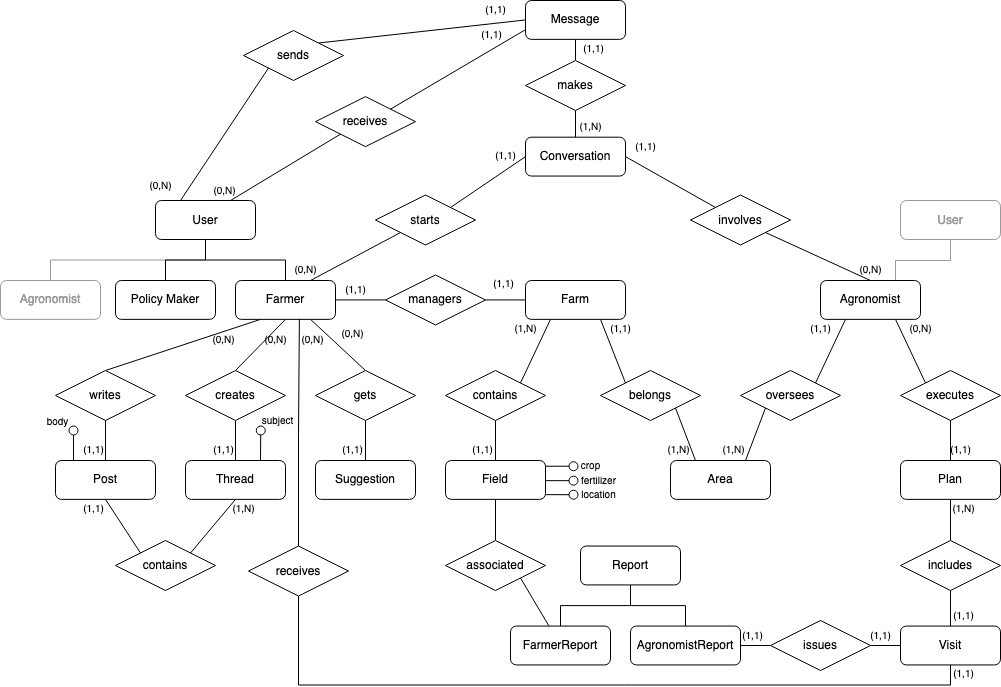 (1,1)
Message
sends
(1,1)
(1,1)
makes
receives
(1,N)
(1,1)
Conversation
(1,1)
(0,N)
(0,N)
User
starts
involves
User
(0,N)
(0,N)
Agronomist
Policy Maker
Farmer
(1,1)
managers
(1,1)
Farm
Agronomist
(0,N)
(0,N)
(0,N)
(0,N)
(1,N)
(1,1)
(1,1)
(0,N)
writes
creates
gets
contains
belongs
oversees
executes
body
subject
(1,1)
(1,1)
(1,1)
(1,1)
(1,N)
(1,N)
(1,1)
Post
Thread
Suggestion
Field
crop
fertilizer
location
Area
Plan
(1,1)
(1,N)
(1,N)
contains
receives
associated
Report
includes
(1,1)
FarmerReport
AgronomistReport
(1,1)
issues
(1,1)
Visit
(1,1)